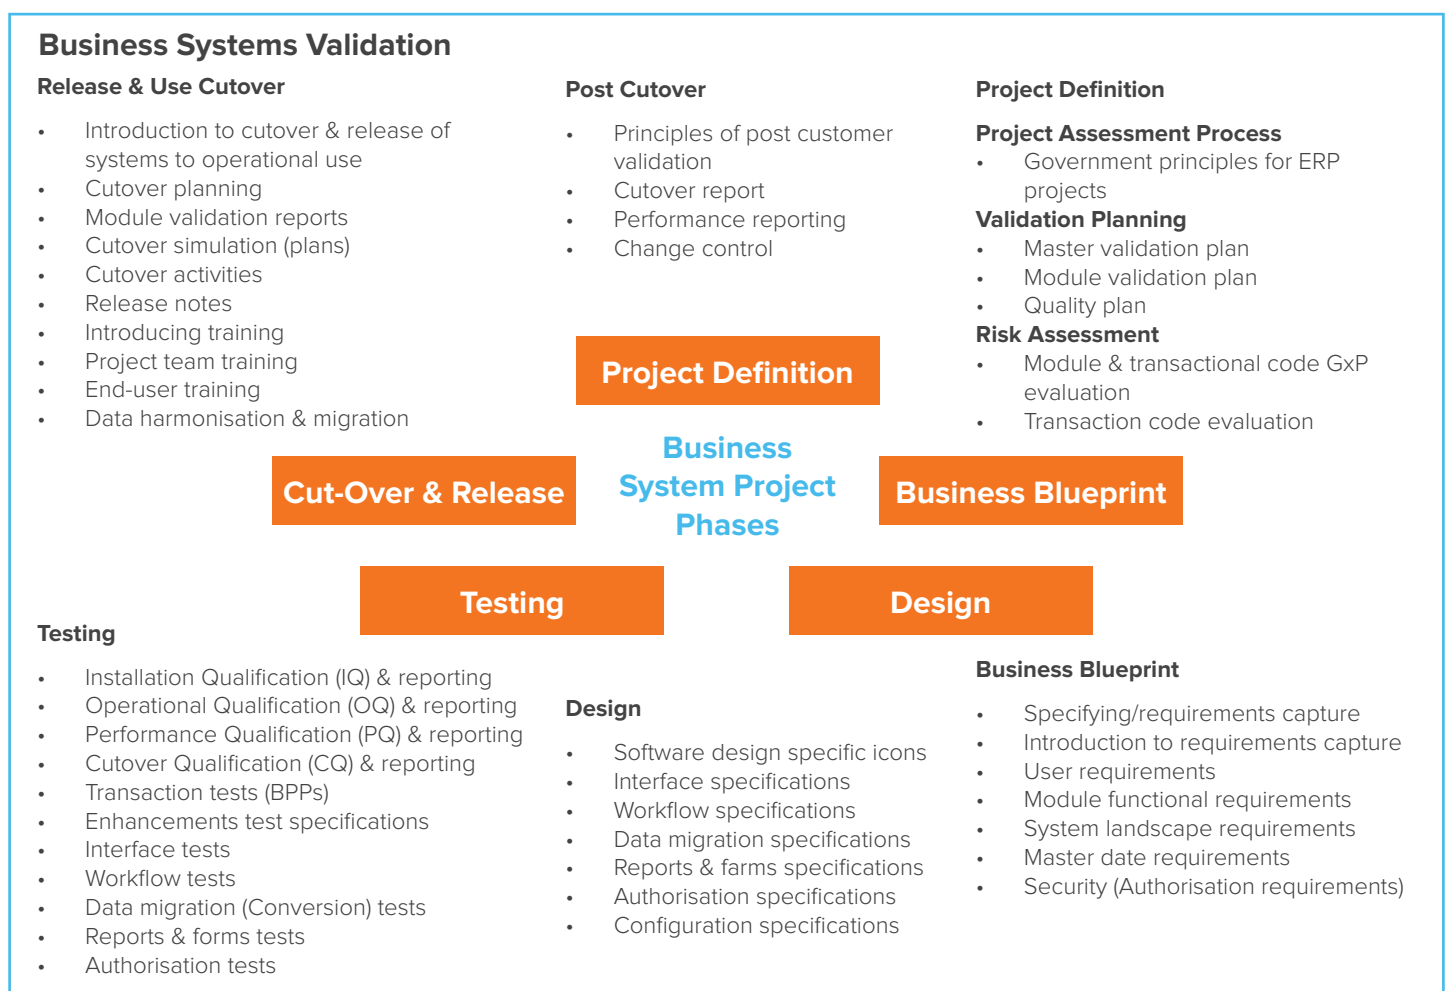 Business Systems Validation
Release & Use Cutover
• Introduction to cutover & release of
systems to operational use
• Cutover planning
• Module validation reports
• Cutover simulation (plans)
• Cutover activities
• Release notes
• Introducing training
• Project team training
• End-user training
• Data harmonisation & migration
Post Cutover
• Principles of post customer
validation
• Cutover report
• Performance reporting
• Change control
Project Definition
Project Assessment Process
• Government principles for ERP
projects
Validation Planning
• Master validation plan
• Module validation plan
• Quality plan
Risk Assessment
• Module & transactional code GxP
evaluation
• Transaction code evaluation
Project Definition
Business
System Project
Phases
Cut-Over & Release
Business Blueprint
Testing
Design
Testing
• Installation Qualification (IQ) & reporting
• Operational Qualification (OQ) & reporting
• Performance Qualification (PQ) & reporting
• Cutover Qualification (CQ) & reporting
• Transaction tests (BPPs)
• Enhancements test specifications
• Interface tests
• Workflow tests
• Data migration (Conversion) tests
• Reports & forms tests
• Authorisation tests
Design
• Software design specific icons
• Interface specifications
• Workflow specifications
• Data migration specifications
• Reports & farms specifications
• Authorisation specifications
• Configuration specifications
Business Blueprint
• Specifying/requirements capture
• Introduction to requirements capture
• User requirements
• Module functional requirements
• System landscape requirements
• Master date requirements
• Security (Authorisation requirements)